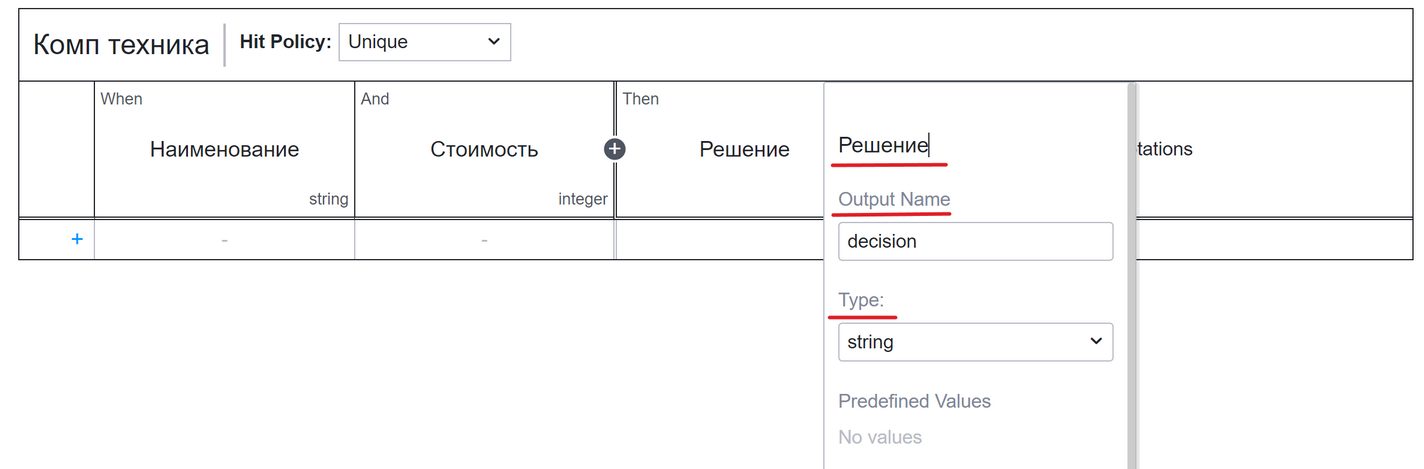 Комп техника
Hit Policy: Unique
When
And
Then
Наименование
Стоимость
Решение
Решение
tations
string
integer
Output Name
+
-
-
decision
Type:
string
Predefined Values
No values